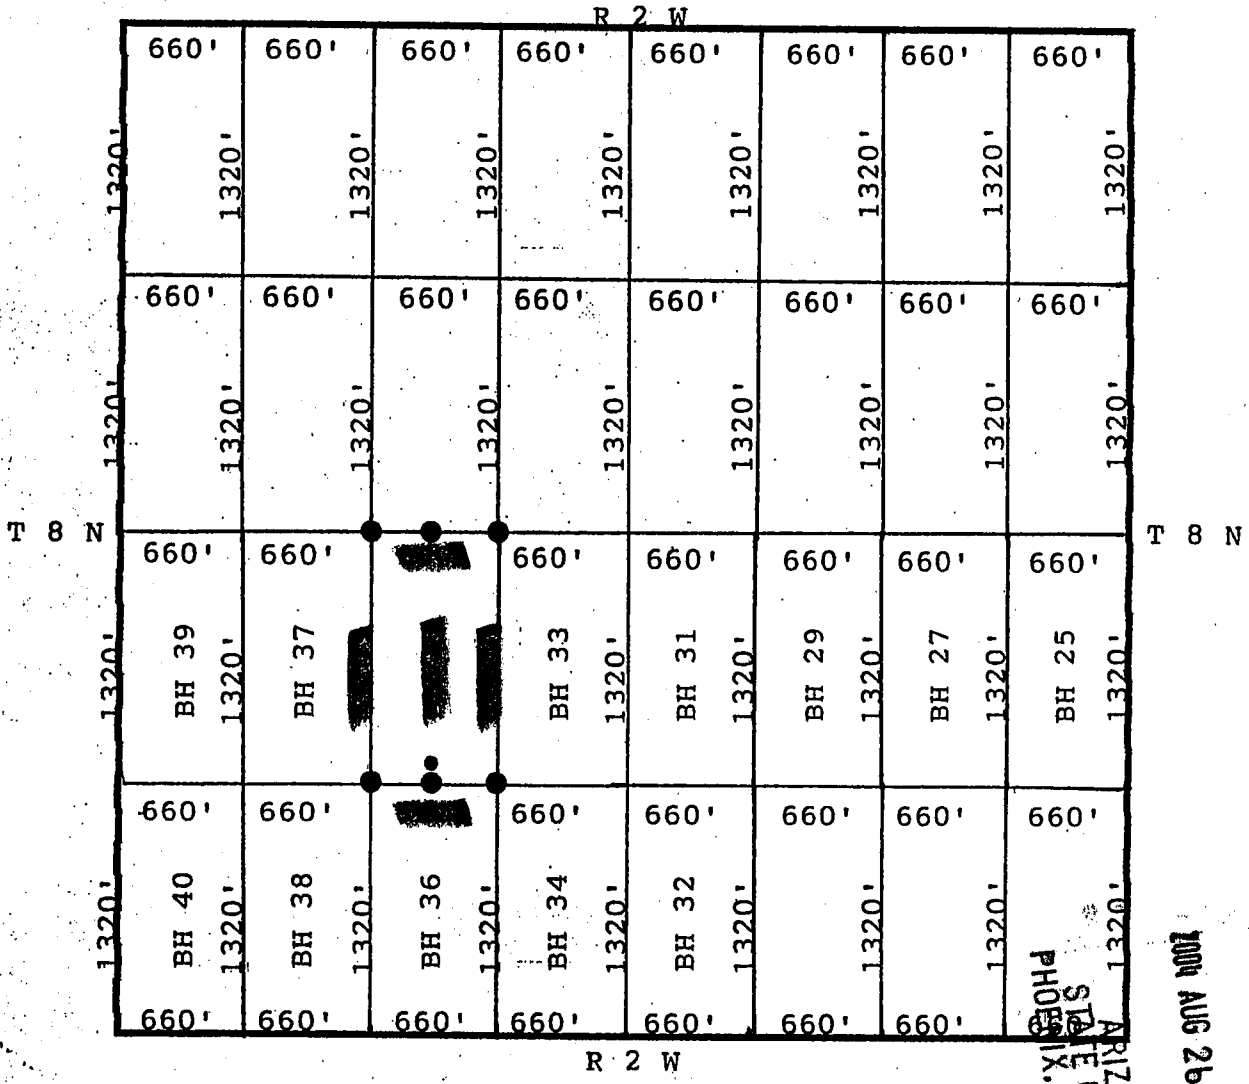 R 2 W
660' 660' 660' 660' 660' 660' 660' 660'
1320' 1320' 1320' 1320' 1320' 1320' 1320' 1320' 1320'
660' 660' 660' 660' 660' 660' 660' 660'
1320' 1320' 1320' 1320' 1320' 1320' 1320' 1320' 1320'
T 8 N T 8 N
660' 660' 660' 660' 660' 660' 660'
1320' BH 39 1320' BH 37 BH 33 1320' BH 31 1320' BH 29 1320' BH 27 1320' BH 25 1320'
660' 660' 660' 660' 660' 660' 660'
1320' BH 40 1320' BH 38 1320' BH 36 1320' BH 34 1320' BH 32 1320' 1320' 1320' 1320'
660' 660' 660' 660' 660' 660' 660'
R 2 W
2004 AUG 26
ARIZ
STATE
PHOENIX.